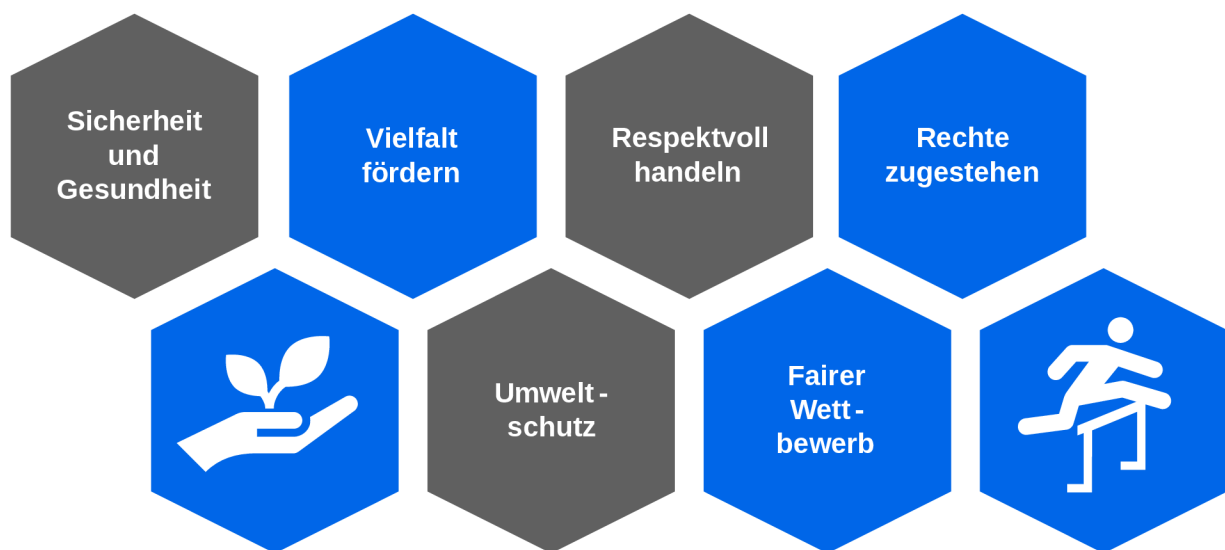 Sicherheit
und
Gesundheit
Vielfalt
fördern
Respektvoll
handeln
Rechte
zugestehen
Umwelt-
schutz
Fairer
Wett-
bewerb